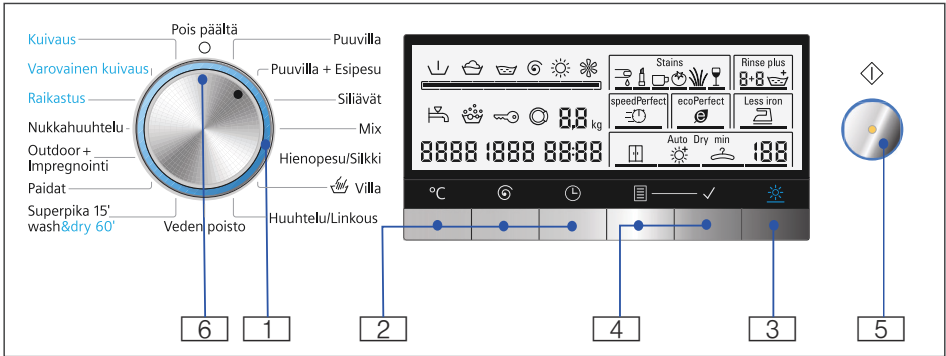 Pois päältä
Kuivaus
Varovainen kuivaus
Raikastus
Nukkahuuhtelu
Outdoor+
Impregnointi
Paidat
Superpika 15'
wash&dry 60'
Veden poisto
Puuvilla
Puuvilla + Esipesu
Siliävät
Mix
Hienopesu/Silkki
Villa
Huuhtelu/Linkous
Stains
Rinse plus
8+8
speedPerfect
ecoPerfect
Less iron
8.8 kg
Auto Dry min
8888 1888 88:88
188
°C
6
1
2
4
3
5